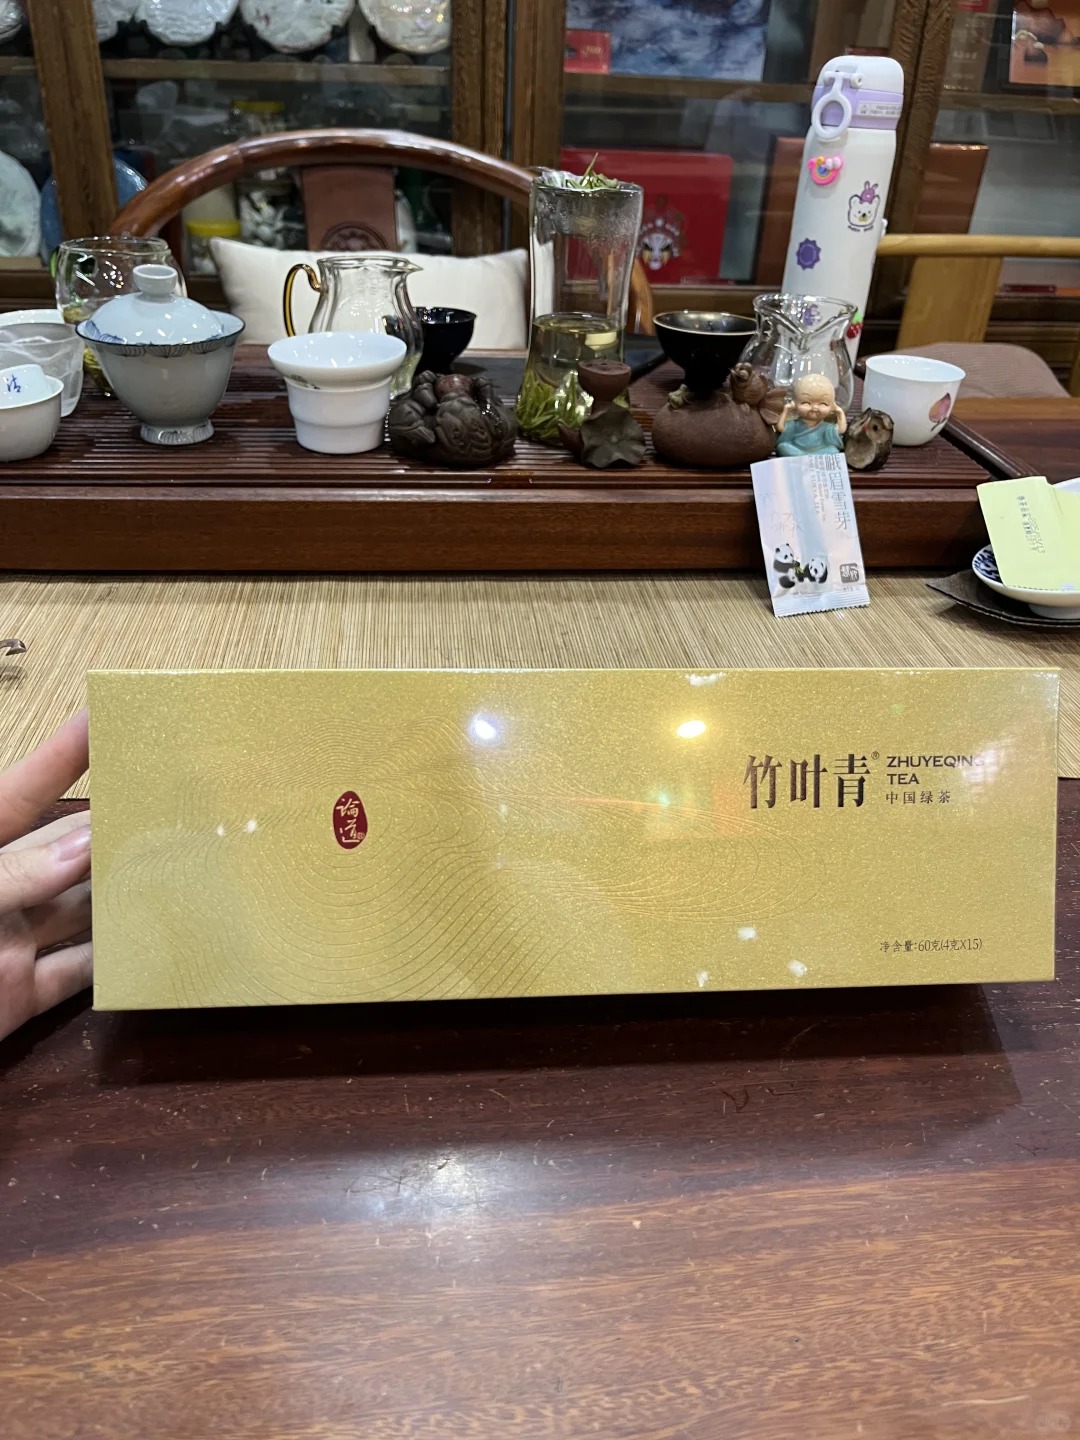 清
峨眉雪芽
论道
竹叶青®
ZHUYEQING
TEA
中国绿茶
净含量:60克(4克X15)